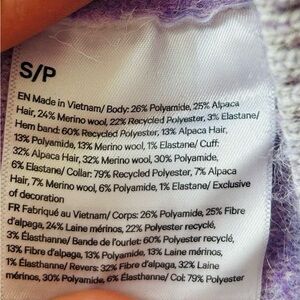 S/P
EN Made in Vietnam/ Body: 26% Polyamide, 25% Alpaca
Hair, 24% Merino wool, 22% Recycled Polyester, 3% Elastane/
Hem band: 60% Recycled Polyester, 13% Alpaca Hair,
13% Polyamide, 13% Merino wool, 1% Elastane/ Cuff:
32% Alpaca Hair, 32% Merino wool, 30% Polyamide,
6% Elastane/ Collar: 79% Recycled Polyester, 7% Alpaca
Hair, 7% Merino wool, 6% Polyamide, 1% Elastane/ Exclusive
of decoration
FR Fabriqué au Vietnam/ Corps: 26% Polyamide, 25% Fibre
d'alpaga, 24% Laine mérinos, 22% Polyester recyclé,
3% Élasthanne/ Bande de l'ourlet: 60% Polyester recyclé,
13% Fibre d'alpaga, 13% Polyamide, 13% Laine mérinos,
1% Élasthanne/ Revers: 32% Fibre d'alpaga, 32% Laine
mérinos, 30% Polyamide, 6% Élasthanne/ Col: 79% Polyester